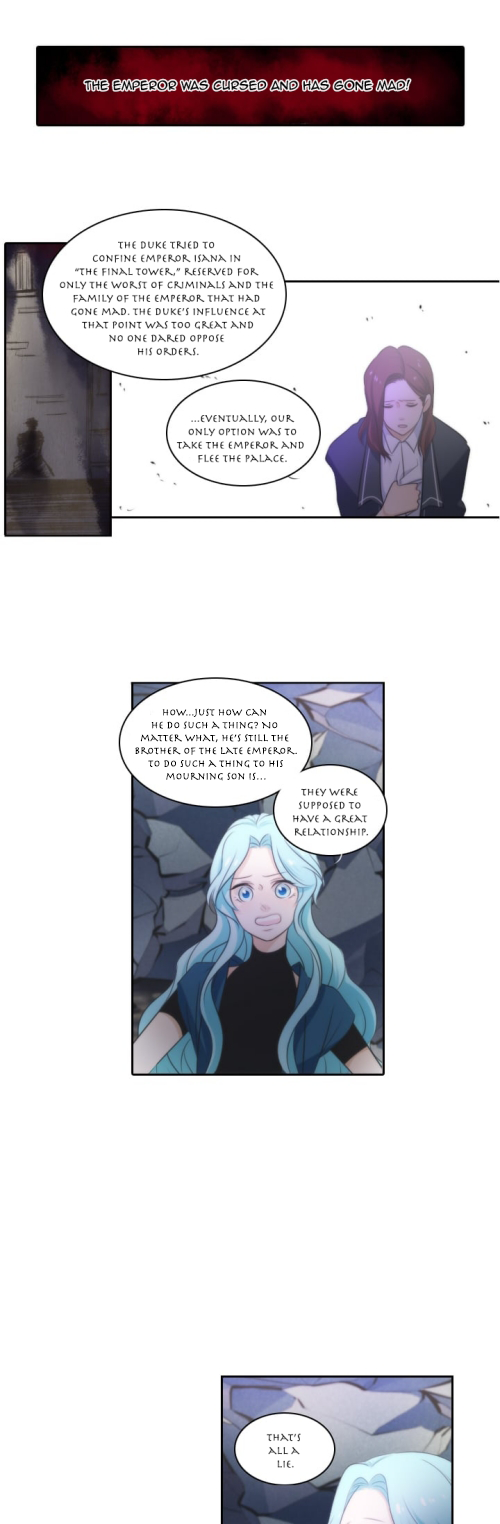 THE EMPEROR WAS CURSED AND HAS GONE MAD!
THE DUKE TRIED TO
CONFINE EMPEROR ISANA IN
"THE FINAL TOWER," RESERVED FOR
ONLY THE WORST OF CRIMINALS AND THE
FAMILY OF THE EMPEROR THAT HAD
GONE MAD. THE DUKE'S INFLUENCE AT
THAT POINT WAS TOO GREAT AND
NO ONE DARED OPPOSE
HIS ORDERS.
...EVENTUALLY, OUR
ONLY OPTION WAS TO
TAKE THE EMPEROR AND
FLEE THE PALACE.
HOW...JUST HOW CAN
HE DO SUCH A THING? NO
MATTER WHAT, HE'S STILL THE
BROTHER OF THE LATE EMPEROR.
TO DO SUCH A THING TO HIS
MOURNING SON IS...
THEY WERE
SUPPOSED TO
HAVE A GREAT
RELATIONSHIP.
THAT'S
ALL A
LIE.